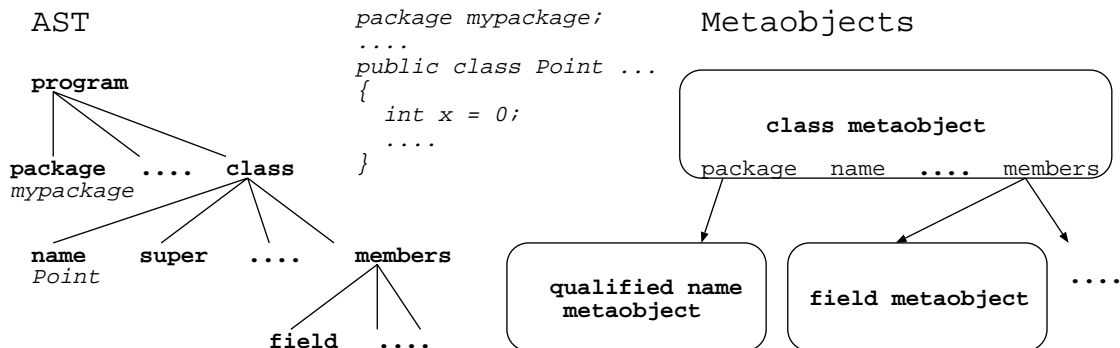 AST
program
package .... class
mypackage
name super .... members
Point
field ....
package mypackage;
....
public class Point ...
{
int x = 0;
....
}
Metaobjects
class metaobject
package name .... members
qualified name
metaobject
field metaobject
....